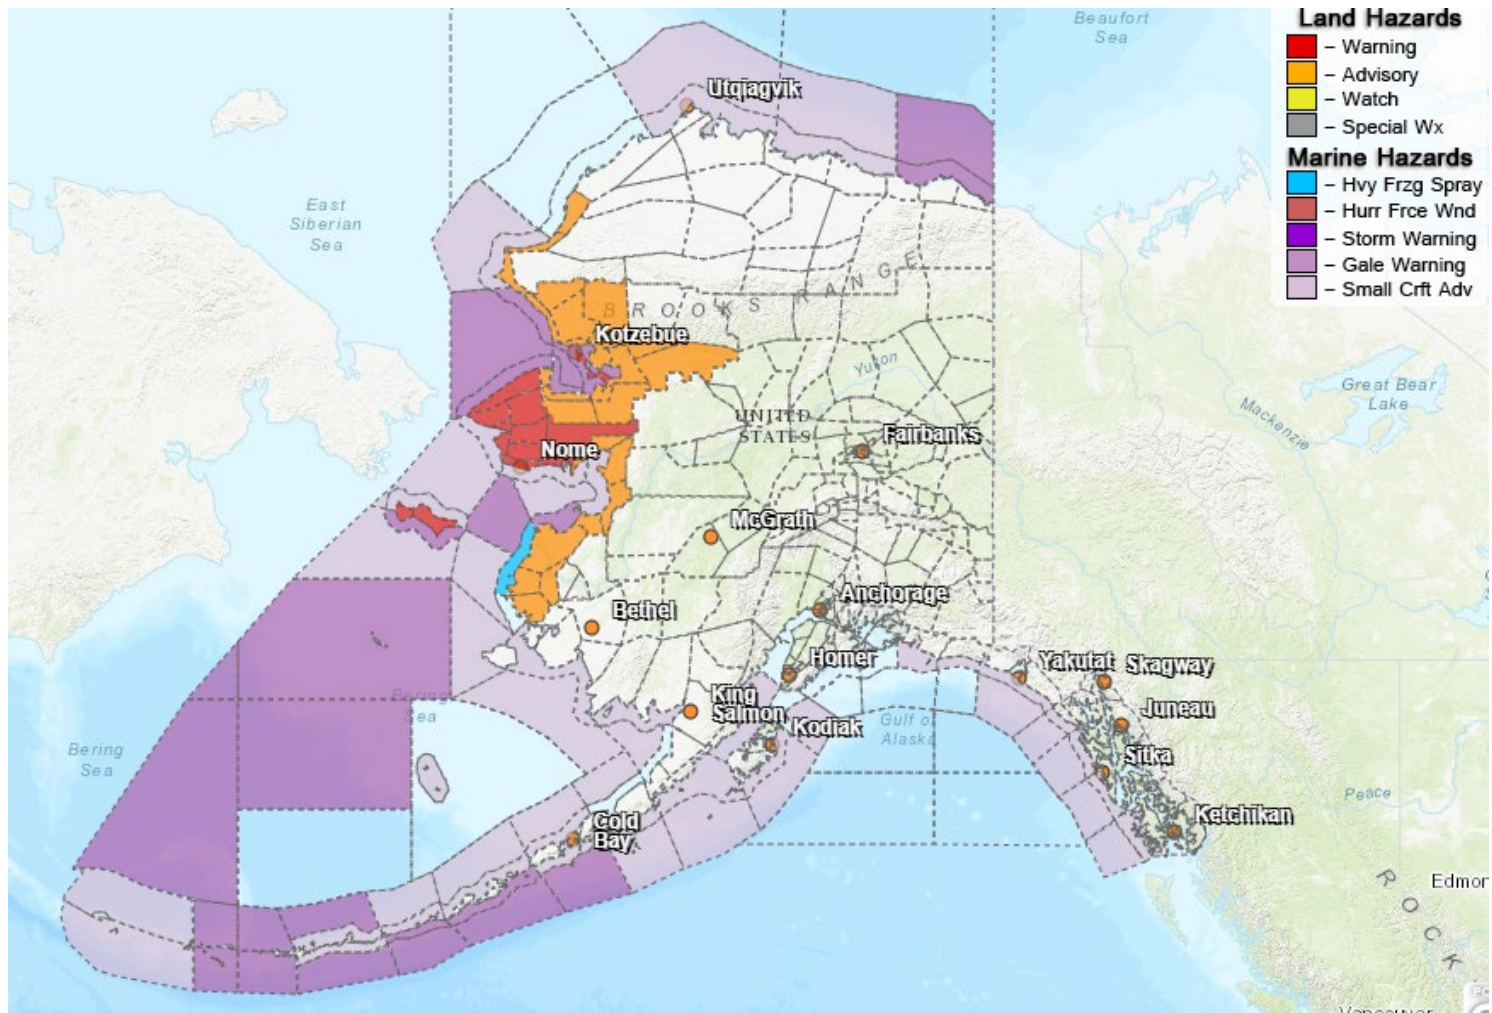 Beaufort
Sea
Land Hazards
– Warning
– Advisory
– Watch
– Special Wx
Marine Hazards
– Hvy Frzg Spray
– Hurr Frce Wnd
– Storm Warning
– Gale Warning
– Small Crft Adv
Utqiagvik
East
Siberian
Sea
BROOKS RANGE
Kotzebue
Yukon
Great Bear
Lake
Mackenzie
UNITED
STATES
Nome
Fairbanks
McGrath
Anchorage
Bethel
Homer
Yakutat
Skagway
King
Salmon
Bering
Sea
Juneau
Kodiak
Gulf of
Alaska
Bering
Sea
Sitka
Peace
Cold
Bay
Ketchikan
ROCK
Edmon
Vancouver